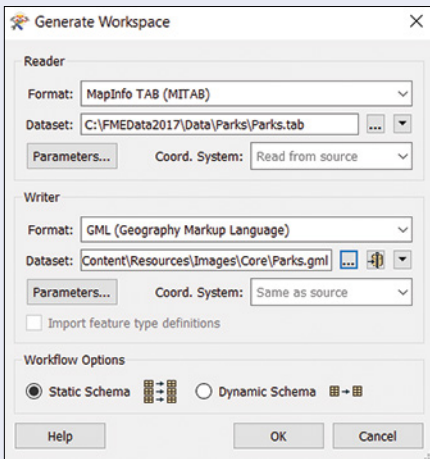 Generate Workspace
Reader
Format: MapInfo TAB (MITAB)
Dataset: C:\FMEData2017\Data\Parks\Parks.tab ...
Parameters... Coord. System: Read from source
Writer
Format: GML (Geography Markup Language)
Dataset: Content\Resources\Images\Core\Parks.gml ...
Parameters... Coord. System: Same as source
Import feature type definitions
Workflow Options
Static Schema Dynamic Schema
Help OK Cancel